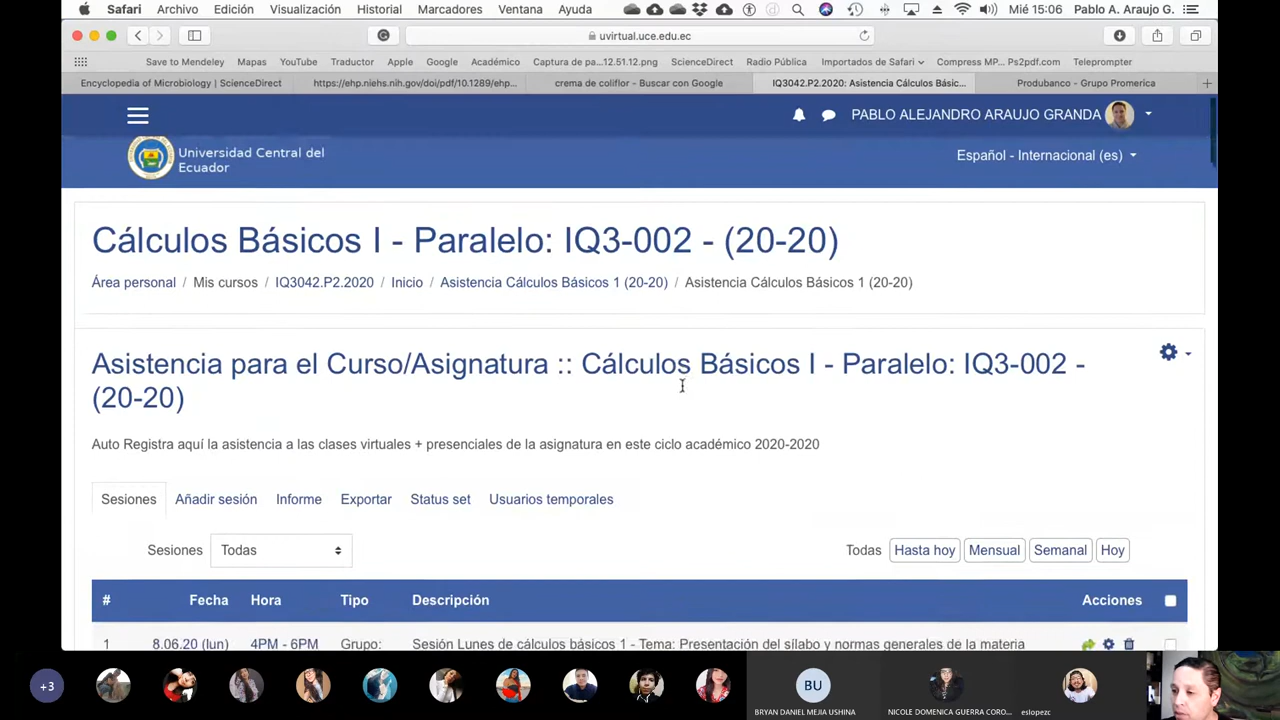 Safari Archivo Edición Visualización Historial Marcadores Ventana Ayuda Mié 15:06 Pablo A. Araujo G.
uvirtual.uce.edu.ec
Save to Mendeley Mapas YouTube Traductor Apple Google Académico Captura de pa...12.51.12.png ScienceDirect Radio Pública Importados de Safari Compress MP... Ps2pdf.com Teleprompter
Encyclopedia of Microbiology | ScienceDirect https://ehp.niehs.nih.gov/doi/pdf/10.1289/ehp... crema de coliflor - Buscar con Google IQ3042.P2.2020: Asistencia Cálculos Básic... Produbanco - Grupo Promerica
PABLO ALEJANDRO ARAUJO GRANDA
Universidad Central del
Ecuador
Español - Internacional (es)
Cálculos Básicos I - Paralelo: IQ3-002 - (20-20)
Área personal / Mis cursos / IQ3042.P2.2020 / Inicio / Asistencia Cálculos Básicos 1 (20-20) / Asistencia Cálculos Básicos 1 (20-20)
Asistencia para el Curso/Asignatura :: Cálculos Básicos I - Paralelo: IQ3-002 -
(20-20)
Auto Registra aquí la asistencia a las clases virtuales + presenciales de la asignatura en este ciclo académico 2020-2020
Sesiones Añadir sesión Informe Exportar Status set Usuarios temporales
Sesiones Todas Todas Hasta hoy Mensual Semanal Hoy
# Fecha Hora Tipo Descripción Acciones
1 8.06.20 (lun) 4PM - 6PM Grupo: Sesión Lunes de cálculos básicos 1 - Tema: Presentación del sílabo y normas generales de la materia
+3 BU
BRYAN DANIEL MEJIA USHINA NICOLE DOMENICA GUERRA CORO... eslopezc